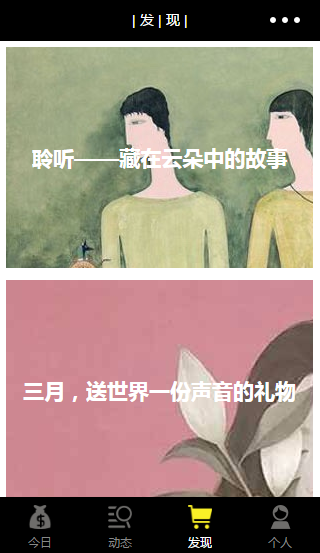 | 发 | 现 |
聆听——藏在云朵中的故事
三月，送世界一份声音的礼物
今日
动态
发现
个人